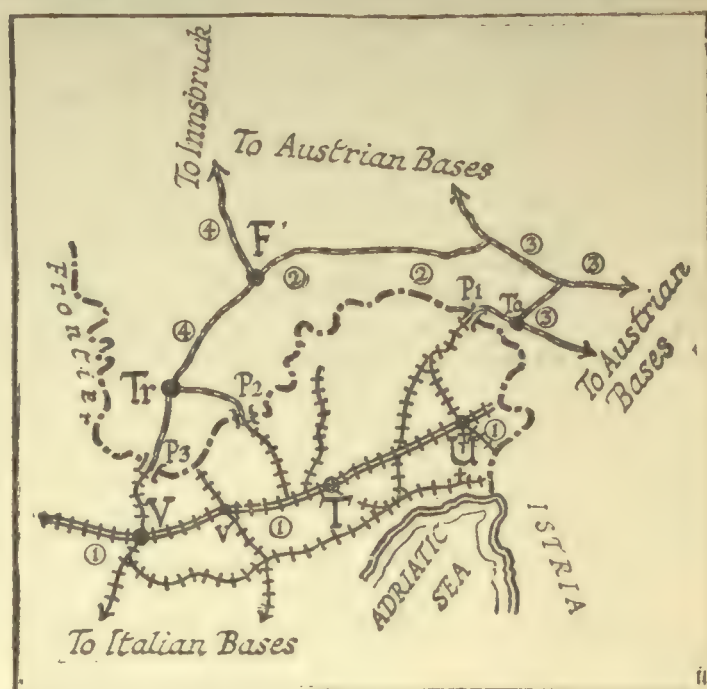 To Innsbruck
To Austrian Bases
④
F
③
③
②
②
Frontier
④
P1
Ta
③
To Austrian
Bases
Tr
P2
P3
U
①
V
v
①
T
①
ADRIATIC
SEA
ISTRIA
To Italian Bases